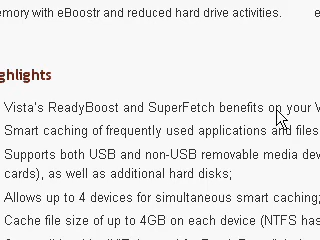 emory with eBoostr and reduced hard drive activities. e
ghlights
Vista's ReadyBoost and SuperFetch benefits on your V
Smart caching of frequently used applications and files
Supports both USB and non-USB removable media dev
cards), as well as additional hard disks;
Allows up to 4 devices for simultaneous smart caching;
Cache file size of up to 4GB on each device (NTFS has